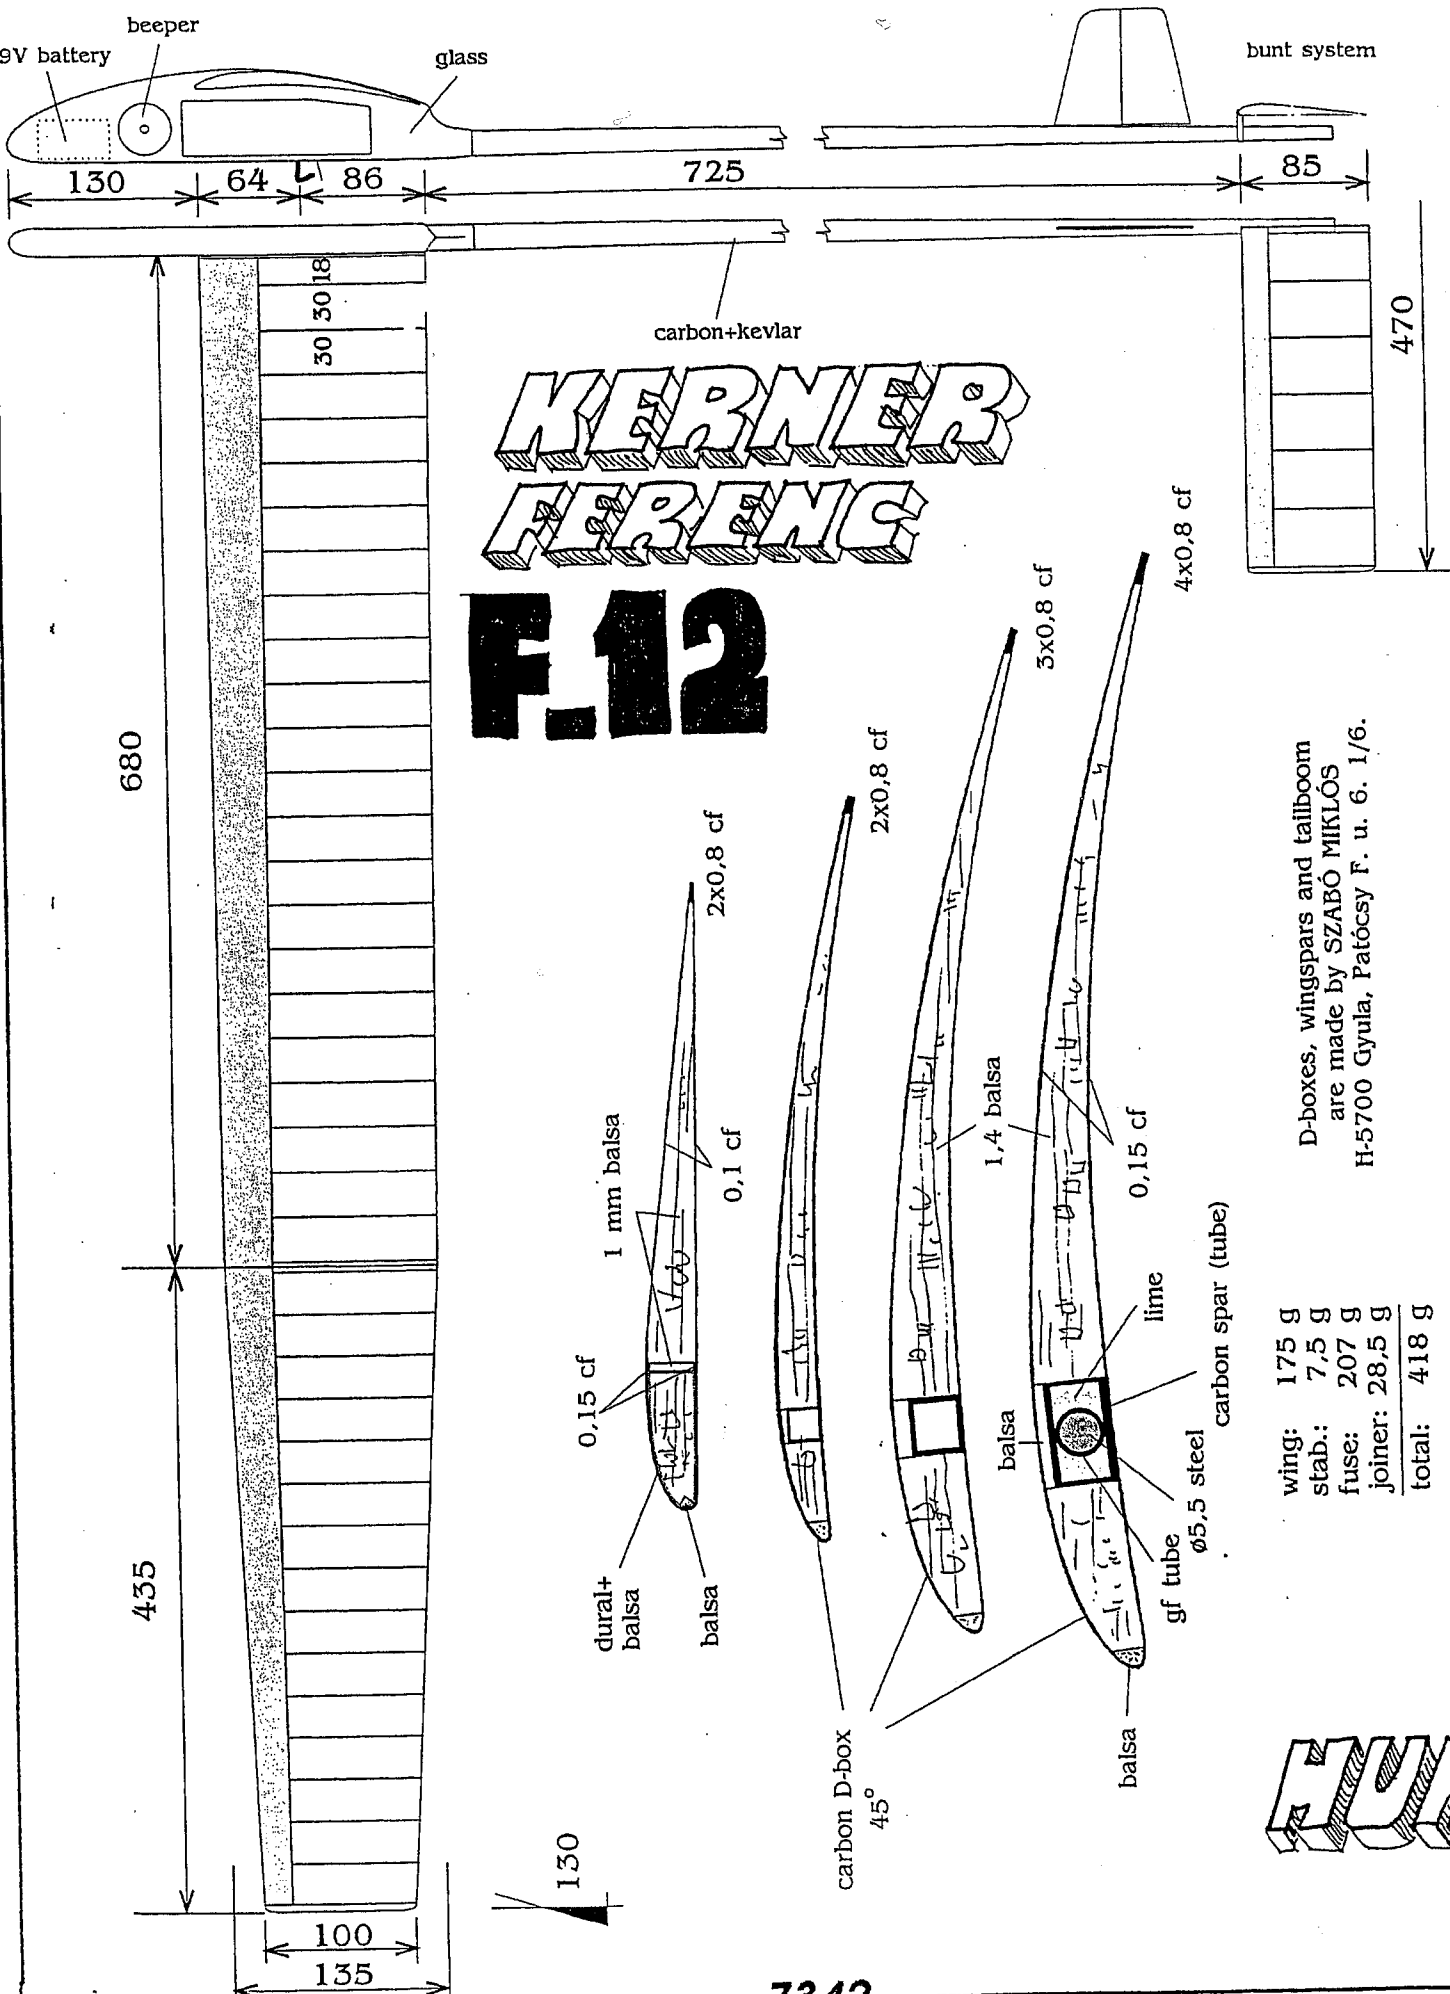 beeper
9V battery
glass
bunt system
130
64
86
725
85
18
30
30
carbon+kevlar
470
KERNER
FERENC
F-12
680
435
100
135
130
2x0,8 cf
2x0,8 cf
3x0,8 cf
4x0,8 cf
1 mm balsa
0,1 cf
0,15 cf
dural+
balsa
balsa
1,4 balsa
0,15 cf
balsa
lime
carbon spar (tube)
ø5,5 steel
gf tube
balsa
carbon D-box
45°
D-boxes, wingspars and tailboom
are made by SZABÓ MIKLÓS
H-5700 Gyula, Patócsy F. u. 6. 1/6.
wing: 175 g
stab.: 7,5 g
fuse: 207 g
joiner: 28,5 g
total: 418 g
HU
7342